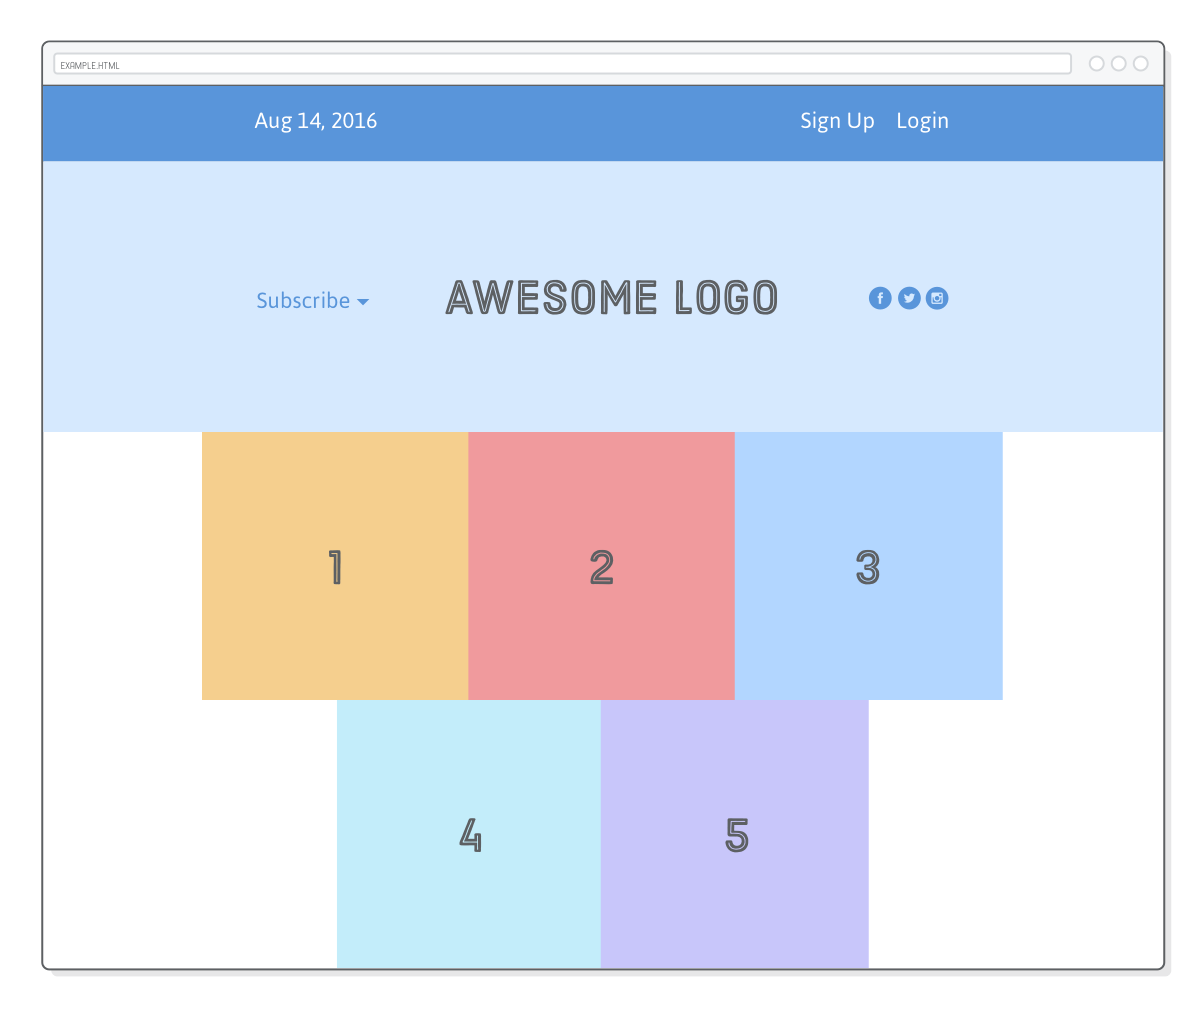 EXAMPLE.HTML
Aug 14, 2016 Sign Up Login
Subscribe AWESOME LOGO
1 2 3
4 5